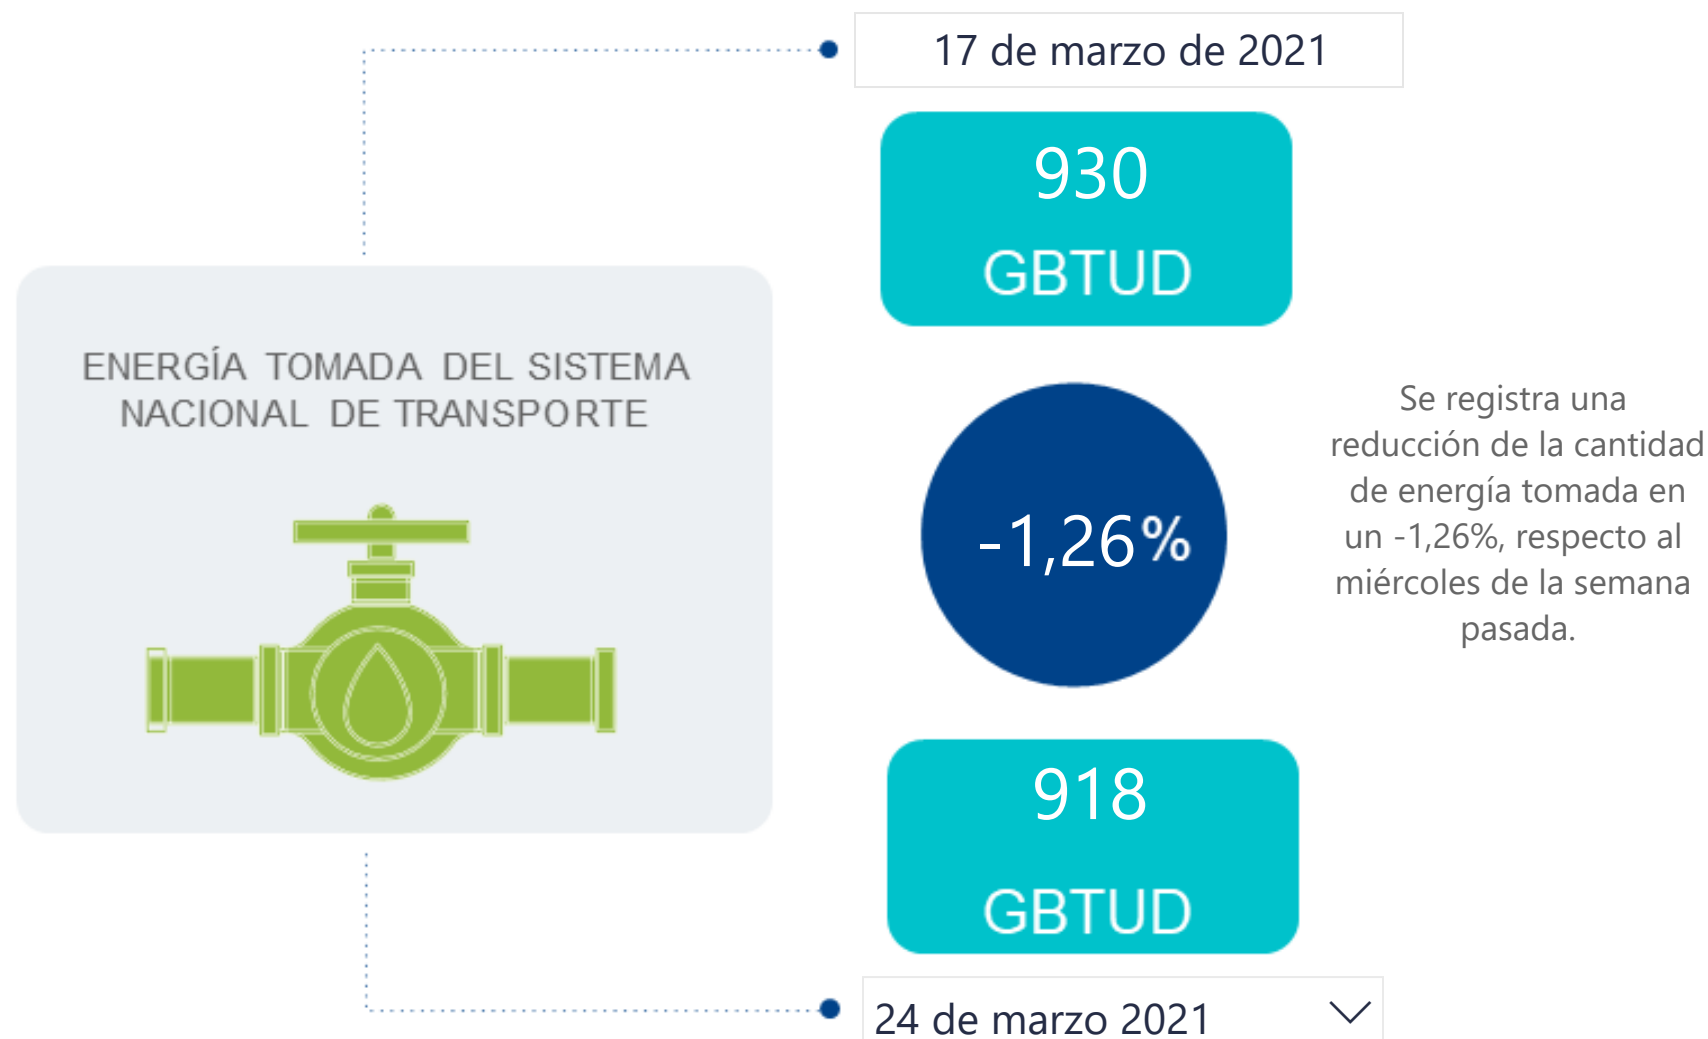 17 de marzo de 2021
930
GBTUD
ENERGÍA TOMADA DEL SISTEMA
NACIONAL DE TRANSPORTE
-1,26%
Se registra una
reducción de la cantidad
de energía tomada en
un -1,26%, respecto al
miércoles de la semana
pasada.
918
GBTUD
24 de marzo 2021